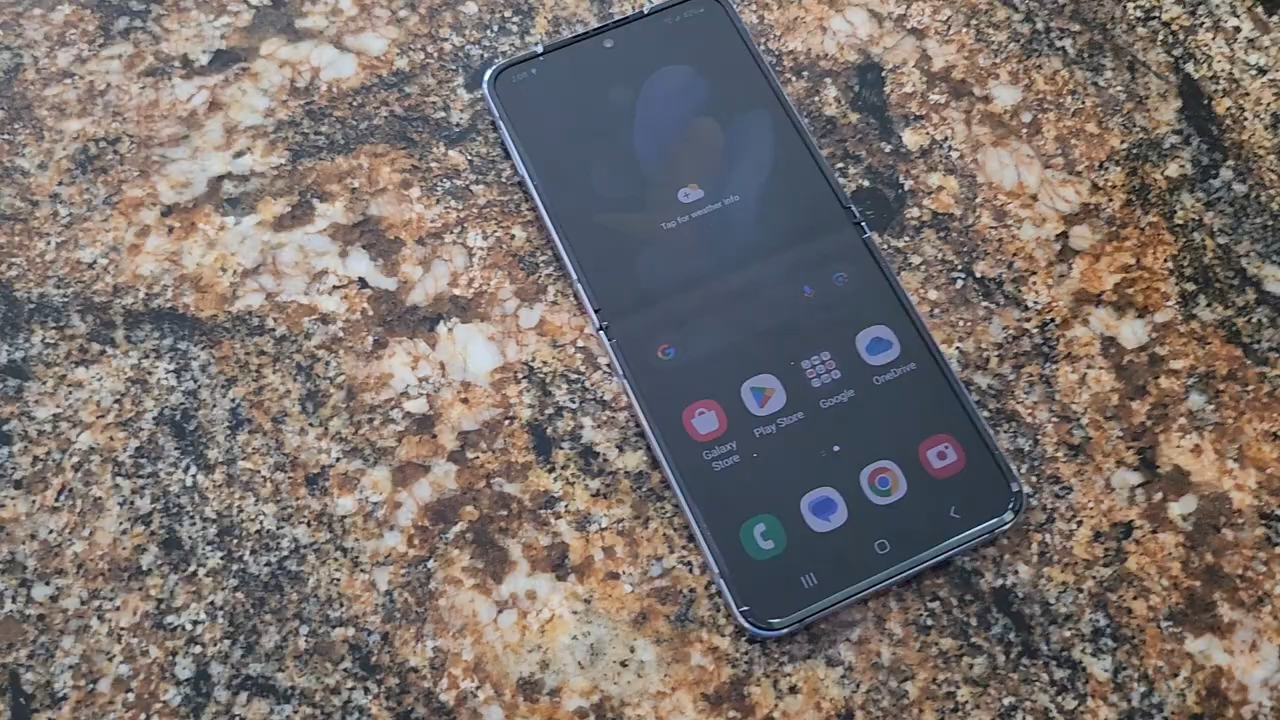 Tap for weather info
Galaxy
Store
Play Store
Google
OneDrive